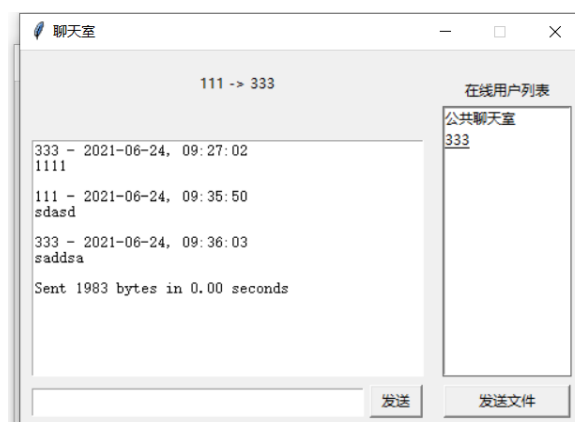 聊天室
111 -> 333
在线用户列表
公共聊天室
333
333 - 2021-06-24, 09:27:02
1111
111 - 2021-06-24, 09:35:50
sdasd
333 - 2021-06-24, 09:36:03
saddsa
Sent 1983 bytes in 0.00 seconds
发送
发送文件